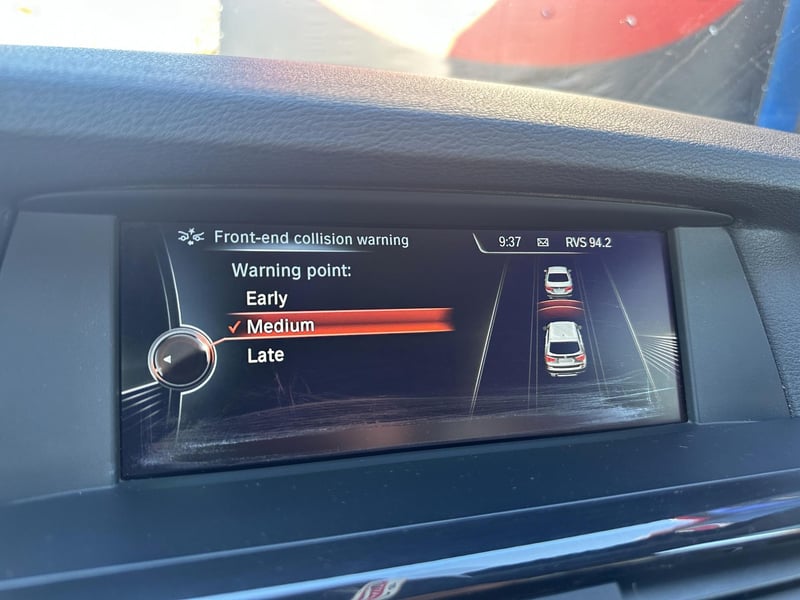 Front-end collision warning
9:37 RVS 94.2
Warning point:
Early
Medium
Late